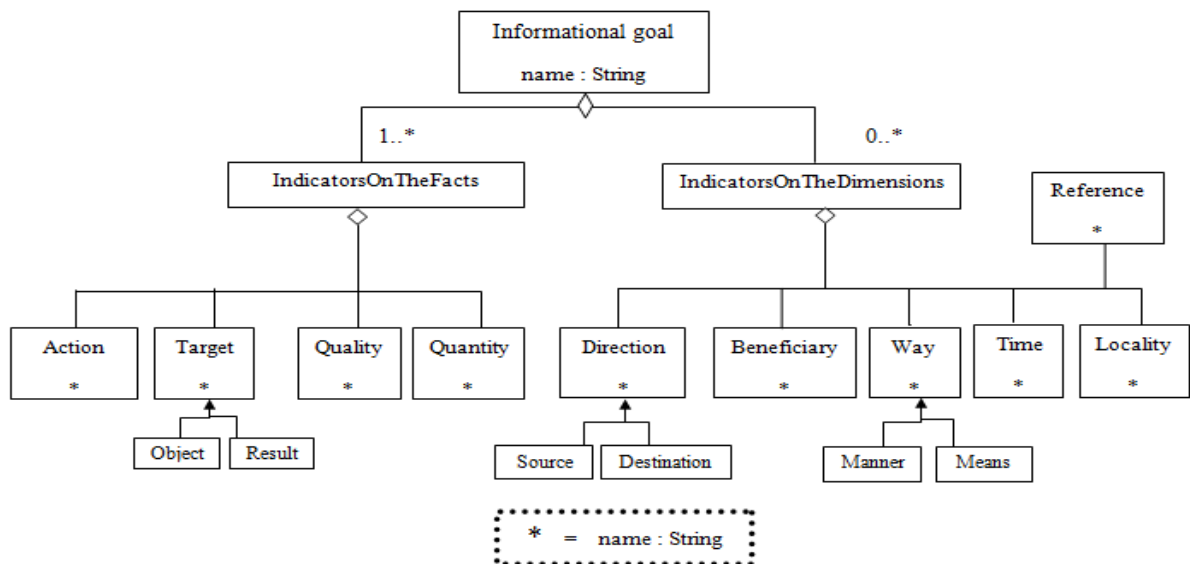 Informational goal
name : String
1..*
0..*
IndicatorsOnTheFacts
IndicatorsOnTheDimensions
Reference
*
Action
*
Target
*
Quality
*
Quantity
*
Direction
*
Beneficiary
*
Way
*
Time
*
Locality
*
Object
Result
Source
Destination
Manner
Means
* = name : String